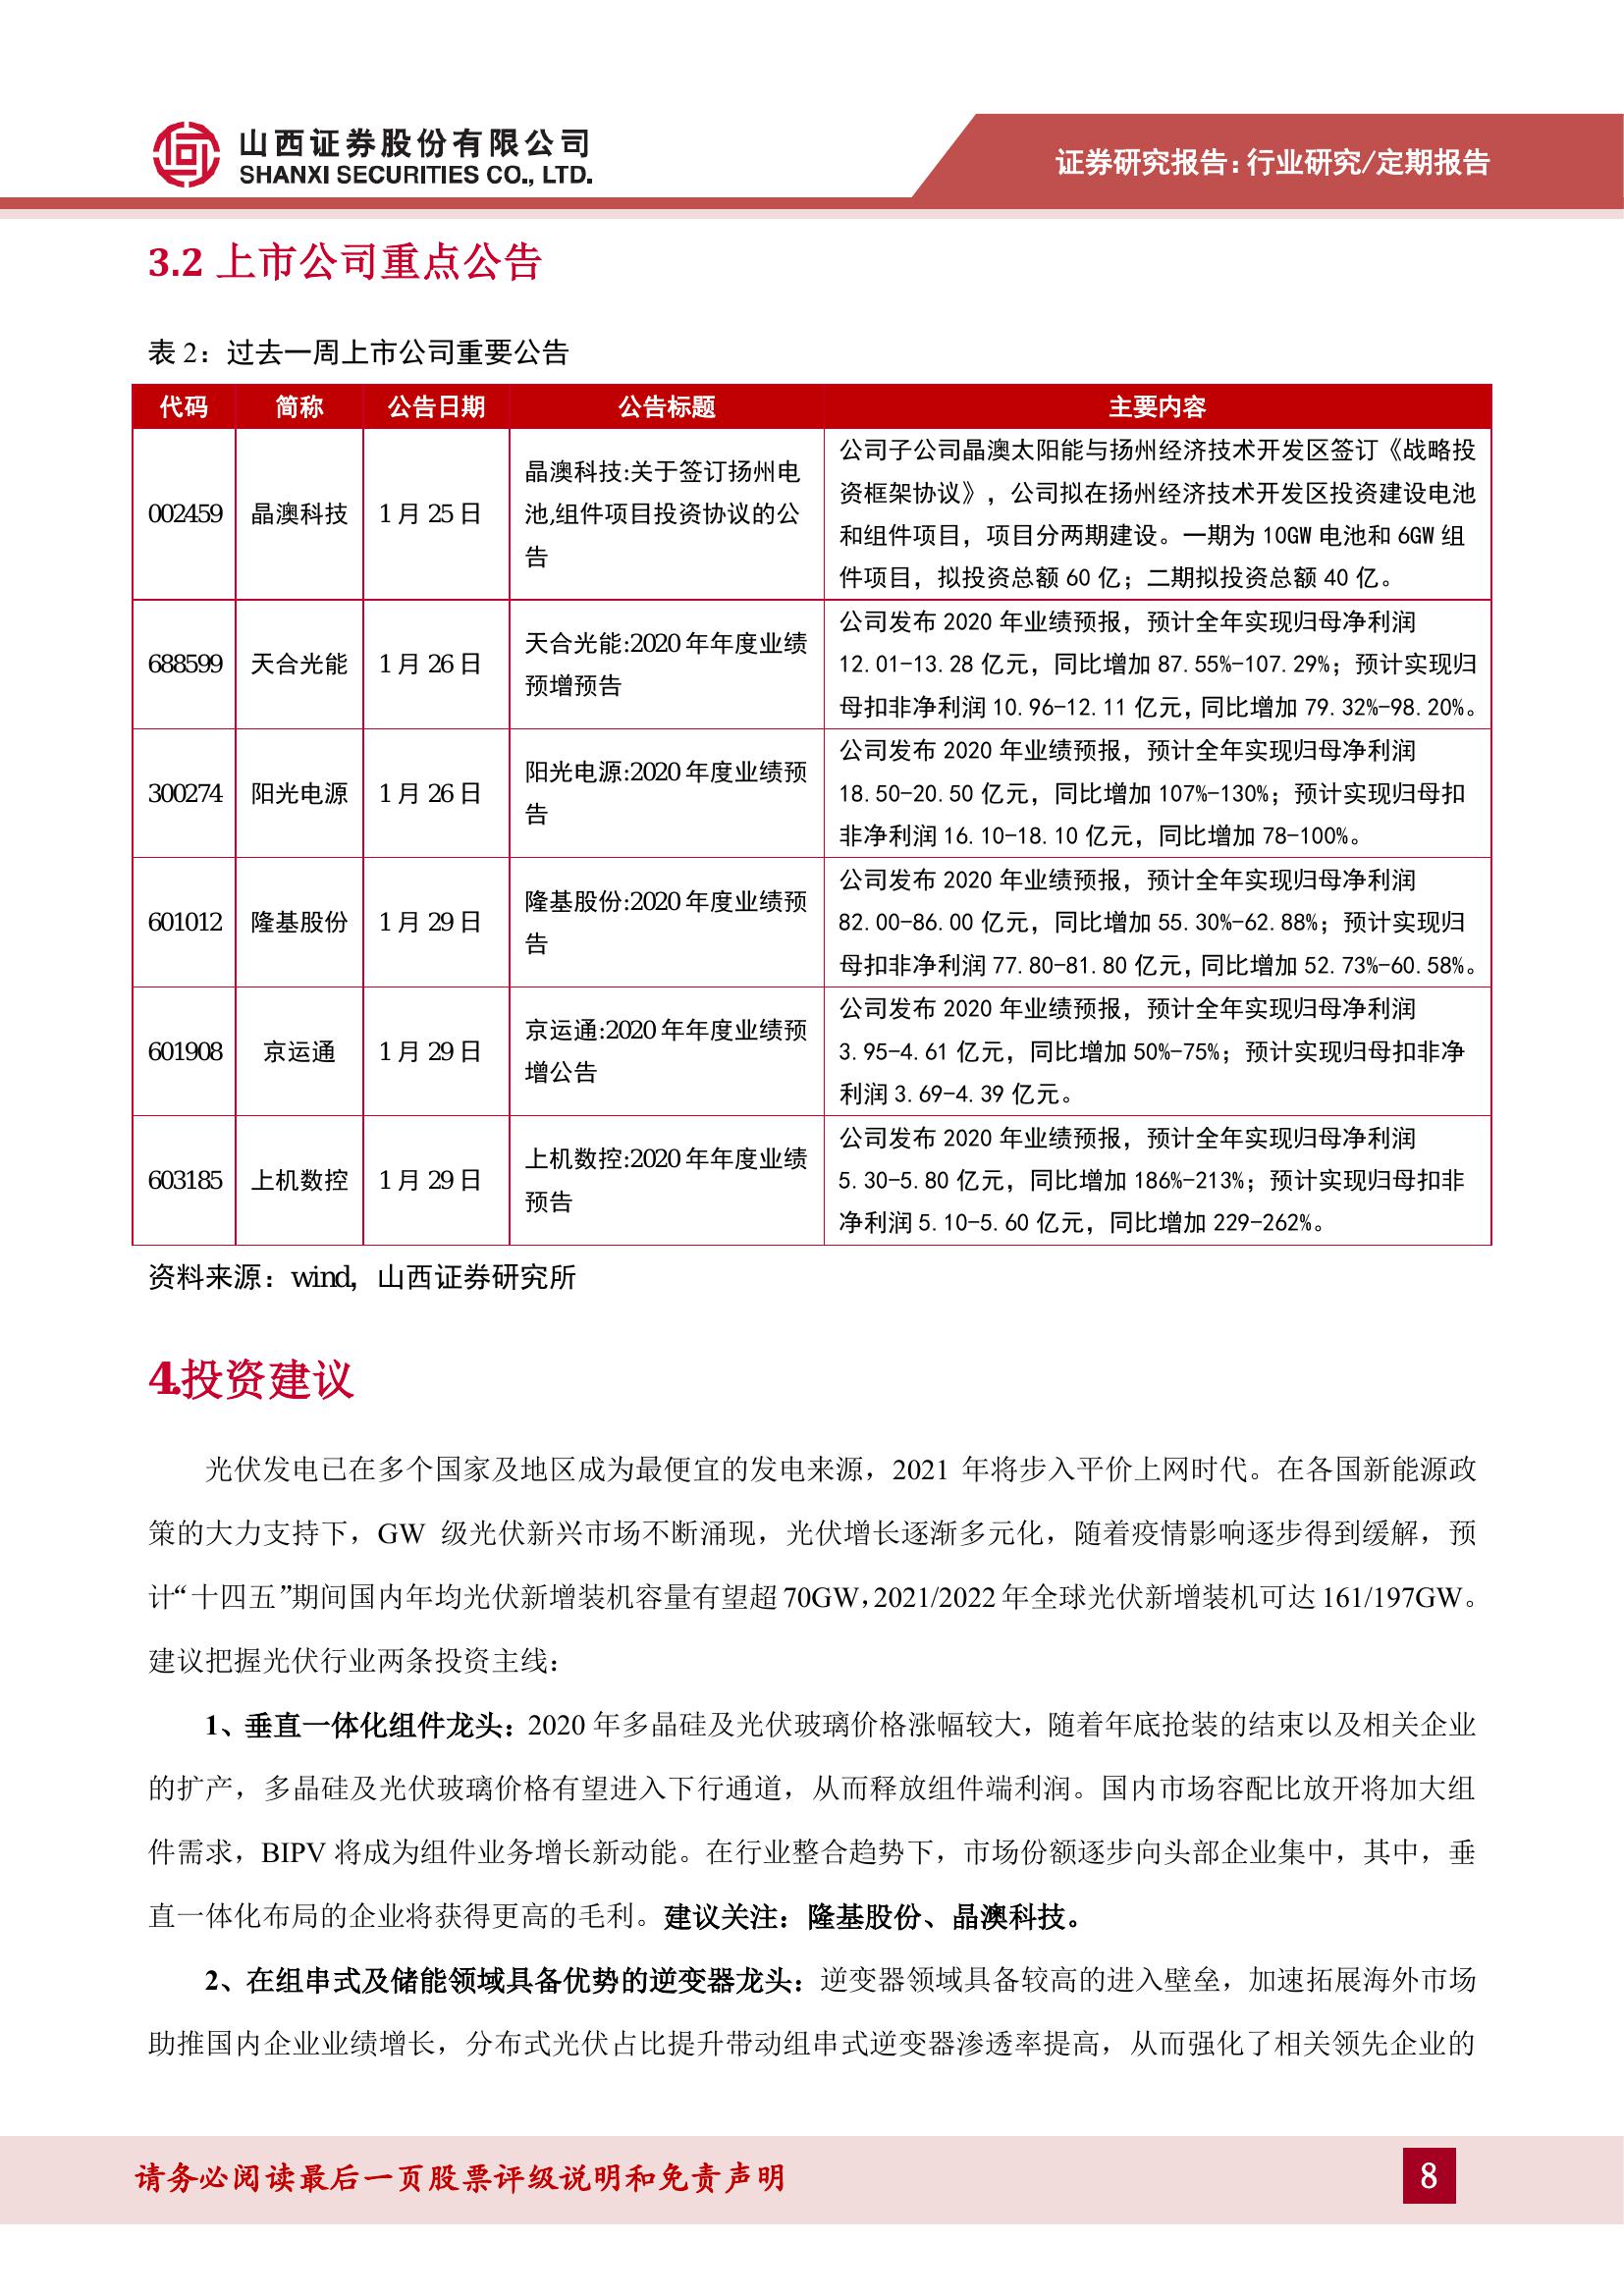 山西证券股份有限公司
SHANXI SECURITIES CO., LTD.
证券研究报告:行业研究/定期报告
3.2 上市公司重点公告
表 2：过去一周上市公司重要公告
代码 简称 公告日期 公告标题 主要内容
002459 晶澳科技 1 月 25 日
晶澳科技:关于签订扬州电
池,组件项目投资协议的公
告
公司子公司晶澳太阳能与扬州经济技术开发区签订《战略投
资框架协议》，公司拟在扬州经济技术开发区投资建设电池
和组件项目，项目分两期建设。一期为 10GW 电池和 6GW 组
件项目，拟投资总额 60 亿；二期拟投资总额 40 亿。
688599 天合光能 1 月 26 日
天合光能:2020 年年度业绩
预增预告
公司发布 2020 年业绩预报，预计全年实现归母净利润
12.01-13.28 亿元，同比增加 87.55%-107.29%；预计实现归
母扣非净利润 10.96-12.11 亿元，同比增加 79.32%-98.20%。
300274 阳光电源 1 月 26 日
阳光电源:2020 年度业绩预
告
公司发布 2020 年业绩预报，预计全年实现归母净利润
18.50-20.50 亿元，同比增加 107%-130%；预计实现归母扣
非净利润 16.10-18.10 亿元，同比增加 78-100%。
601012 隆基股份 1 月 29 日
隆基股份:2020 年度业绩预
告
公司发布 2020 年业绩预报，预计全年实现归母净利润
82.00-86.00 亿元，同比增加 55.30%-62.88%；预计实现归
母扣非净利润 77.80-81.80 亿元，同比增加 52.73%-60.58%。
601908 京运通 1 月 29 日
京运通:2020 年年度业绩预
增公告
公司发布 2020 年业绩预报，预计全年实现归母净利润
3.95-4.61 亿元，同比增加 50%-75%；预计实现归母扣非净
利润 3.69-4.39 亿元。
603185 上机数控 1 月 29 日
上机数控:2020 年年度业绩
预告
公司发布 2020 年业绩预报，预计全年实现归母净利润
5.30-5.80 亿元，同比增加 186%-213%；预计实现归母扣非
净利润 5.10-5.60 亿元，同比增加 229-262%。
资料来源：wind，山西证券研究所
4.投资建议
光伏发电已在多个国家及地区成为最便宜的发电来源，2021 年将步入平价上网时代。在各国新能源政
策的大力支持下，GW 级光伏新兴市场不断涌现，光伏增长逐渐多元化，随着疫情影响逐步得到缓解，预
计“十四五”期间国内年均光伏新增装机容量有望超 70GW，2021/2022 年全球光伏新增装机可达 161/197GW。
建议把握光伏行业两条投资主线：
1、垂直一体化组件龙头：2020 年多晶硅及光伏玻璃价格涨幅较大，随着年底抢装的结束以及相关企业
的扩产，多晶硅及光伏玻璃价格有望进入下行通道，从而释放组件端利润。国内市场容配比放开将加大组
件需求，BIPV 将成为组件业务增长新动能。在行业整合趋势下，市场份额逐步向头部企业集中，其中，垂
直一体化布局的企业将获得更高的毛利。建议关注：隆基股份、晶澳科技。
2、在组串式及储能领域具备优势的逆变器龙头：逆变器领域具备较高的进入壁垒，加速拓展海外市场
助推国内企业业绩增长，分布式光伏占比提升带动组串式逆变器渗透率提高，从而强化了相关领先企业的
请务必阅读最后一页股票评级说明和免责声明
8